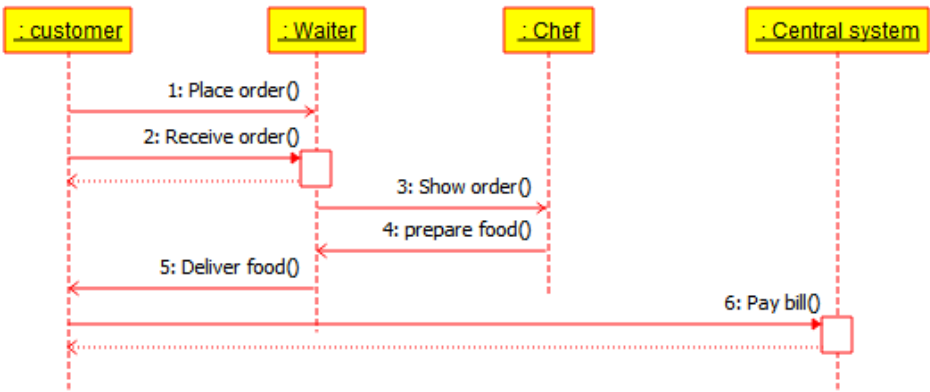 : customer
: Waiter
: Chef
: Central system
1: Place order()
2: Receive order()
3: Show order()
4: prepare food()
5: Deliver food()
6: Pay bill()